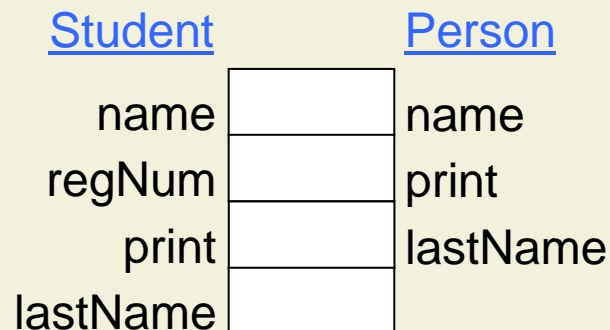 Student Person
name name
regNum print
print lastName
lastName